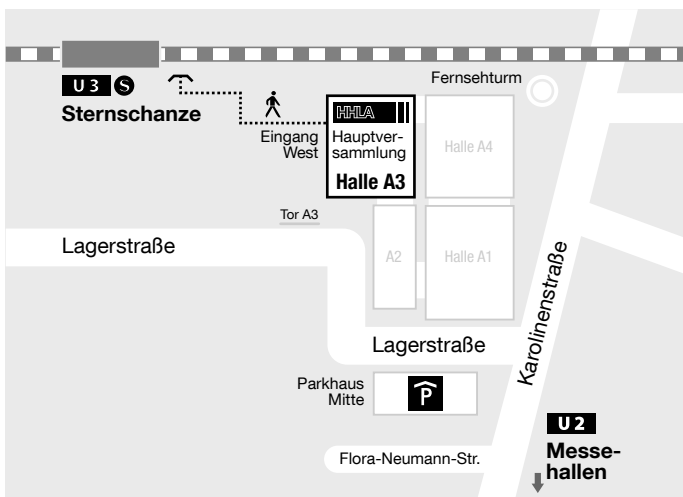 Fernsehturm
U3 S
Sternschanze
HHLA
Eingang
West
Hauptver-
sammlung
Halle A3
Halle A4
Tor A3
Lagerstraße
A2
Halle A1
Karolinenstraße
Lagerstraße
Parkhaus
Mitte
P
U2
Messe-
hallen
Flora-Neumann-Str.